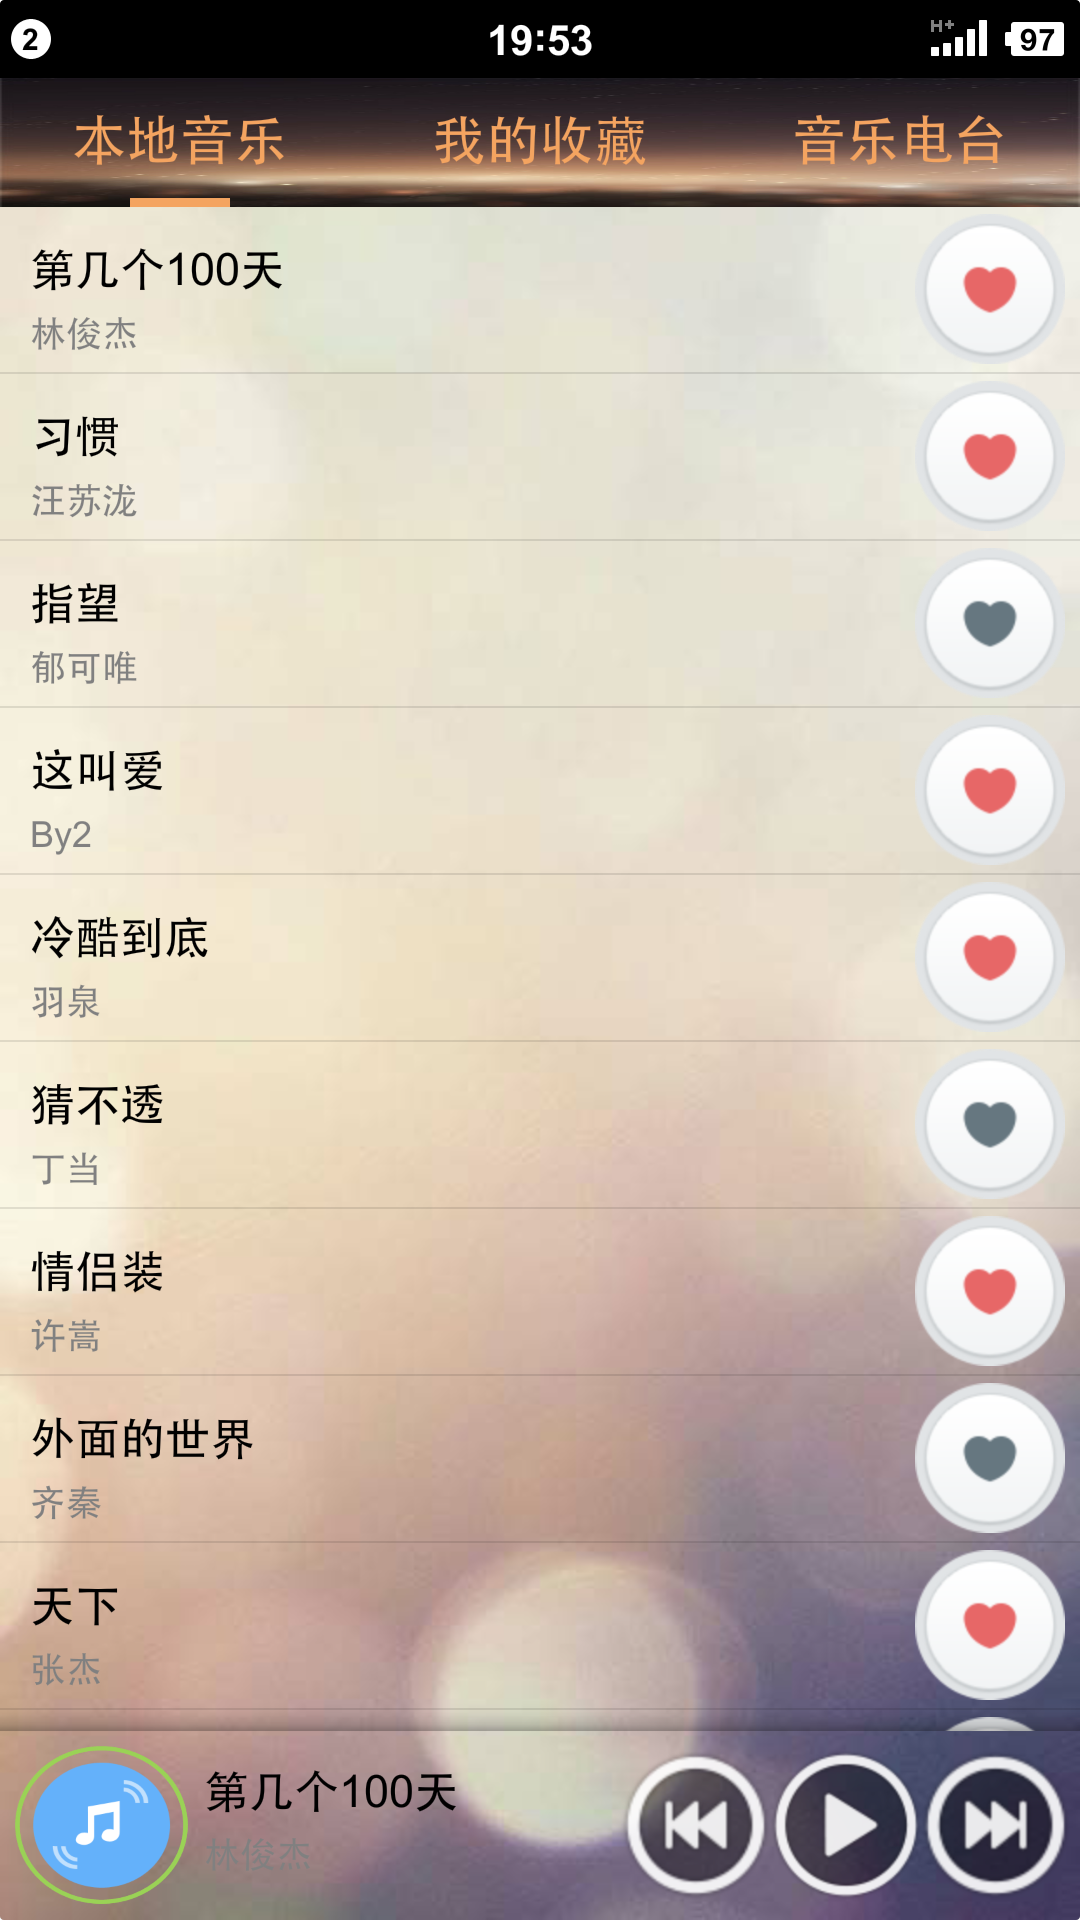 2 19:53 H+ 97
本地音乐 我的收藏 音乐电台
第几个100天
林俊杰
习惯
汪苏泷
指望
郁可唯
这叫爱
By2
冷酷到底
羽泉
猜不透
丁当
情侣装
许嵩
外面的世界
齐秦
天下
张杰
第几个100天
林俊杰